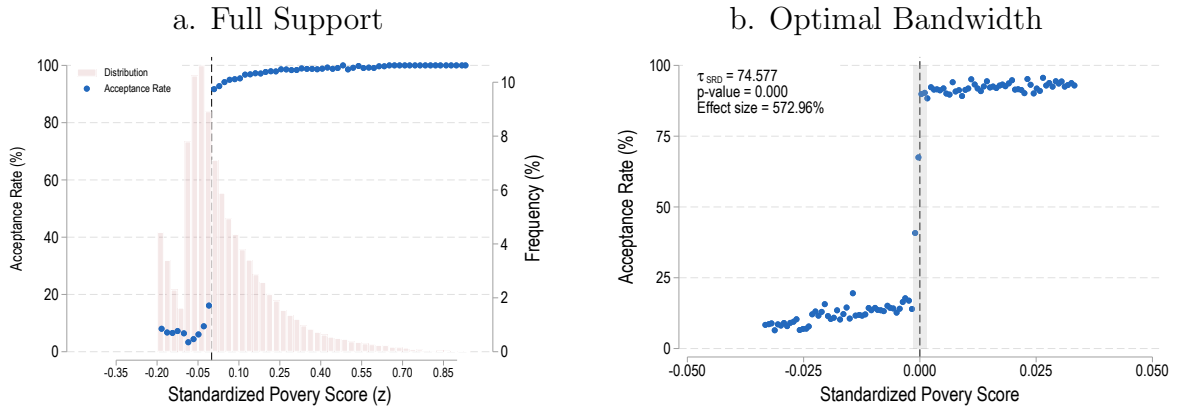 a. Full Support
Distribution
Acceptance Rate
100
80
60
40
20
0
Acceptance Rate (%)
10
8
6
4
2
0
Frequency (%)
-0.35
-0.20
-0.05
0.10
0.25
0.40
0.55
0.70
0.85
Standardized Povery Score (z)
b. Optimal Bandwidth
τ SRD = 74.577
p-value = 0.000
Effect size = 572.96%
100
75
50
25
0
Acceptance Rate (%)
-0.050
-0.025
0.000
0.025
0.050
Standardized Povery Score